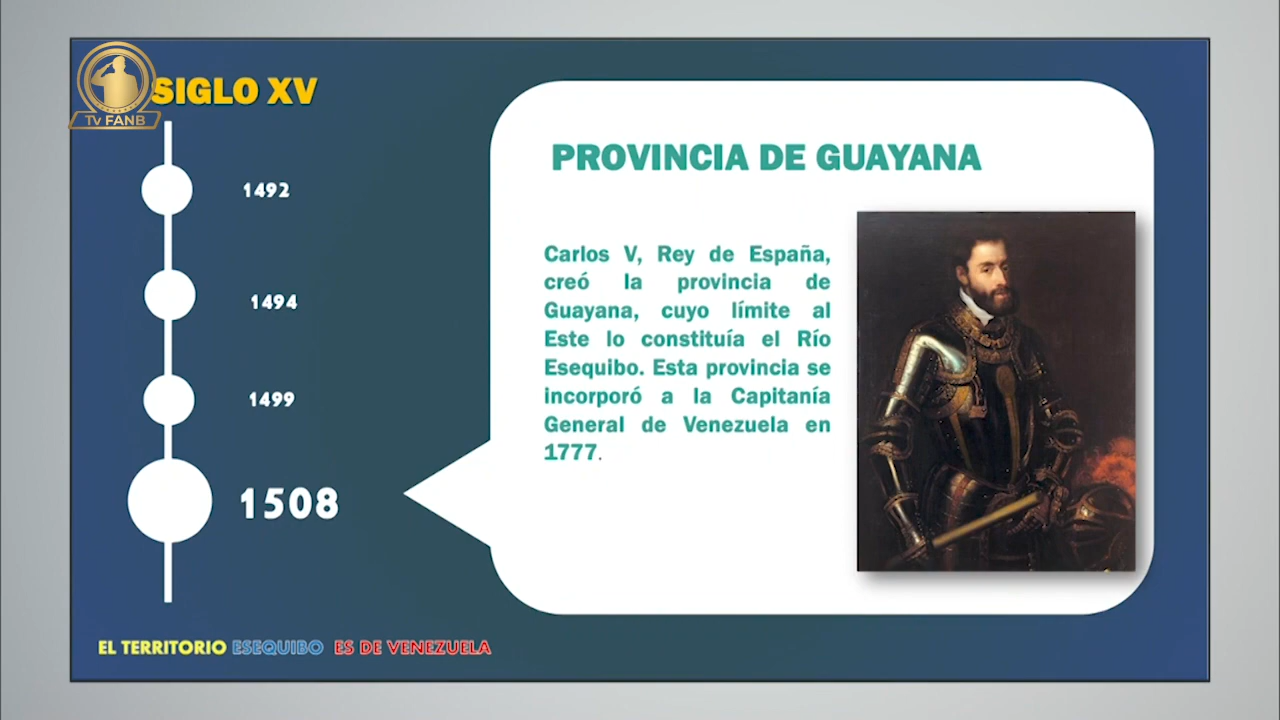 SIGLO XV
Tv FANB
1492
1494
1499
1508
PROVINCIA DE GUAYANA
Carlos V, Rey de España,
creó la provincia de
Guayana, cuyo límite al
Este lo constituía el Río
Esequibo. Esta provincia se
incorporó a la Capitanía
General de Venezuela en
1777.
EL TERRITORIO ESEQUIBO ES DE VENEZUELA